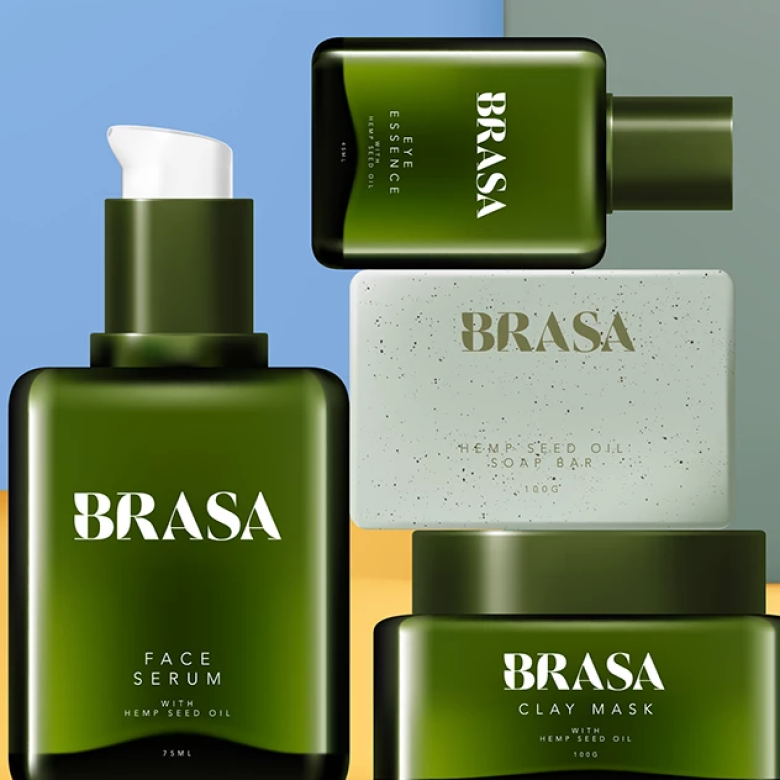 BRASA
EYE
ESSENCE
WITH
HEMP SEED OIL
45ML
BRASA
HEMP SEED OIL
SOAP BAR
100G
BRASA
FACE
SERUM
WITH
HEMP SEED OIL
75ML
BRASA
CLAY MASK
WITH
HEMP SEED OIL
100G